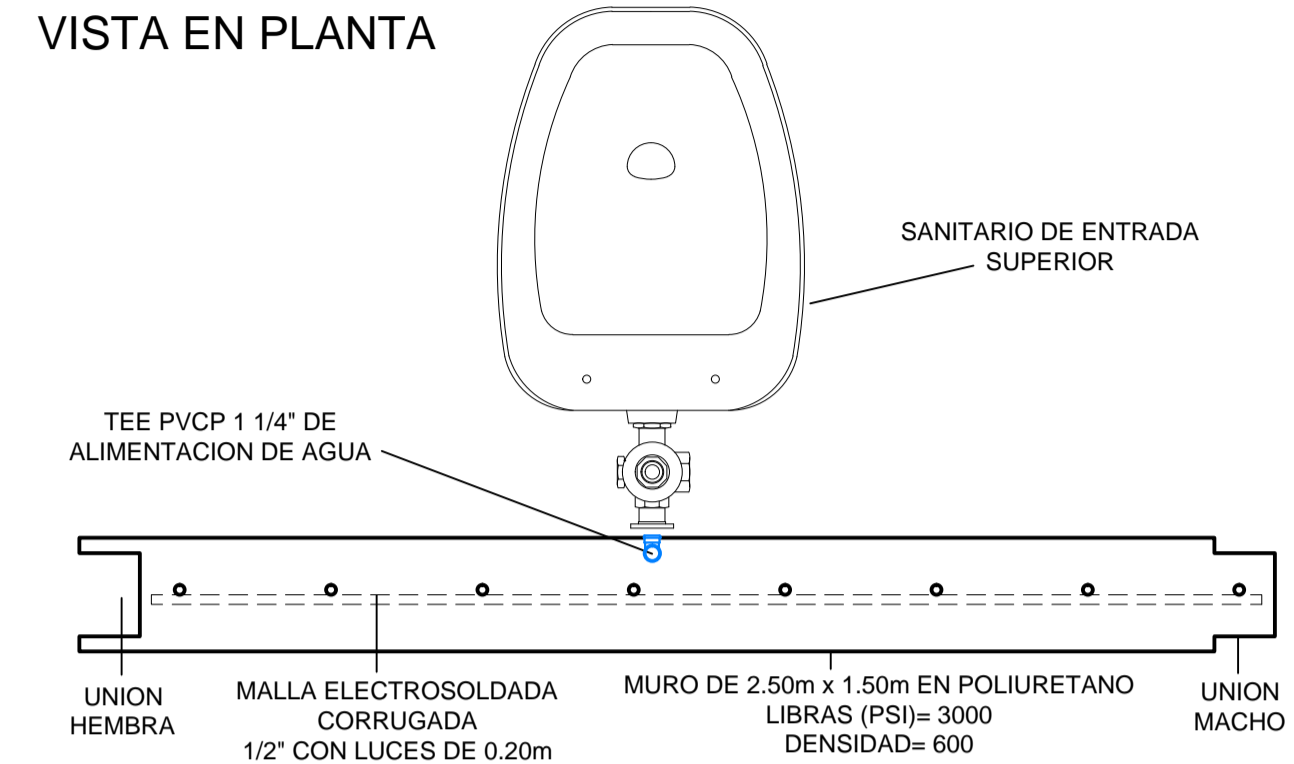 VISTA EN PLANTA
SANITARIO DE ENTRADA
SUPERIOR
TEE PVCP 1 1/4" DE
ALIMENTACION DE AGUA
UNION
HEMBRA
MALLA ELECTROSOLDADA
CORRUGADA
1/2" CON LUCES DE 0.20m
MURO DE 2.50m x 1.50m EN POLIURETANO
LIBRAS (PSI)= 3000
DENSIDAD= 600
UNION
MACHO